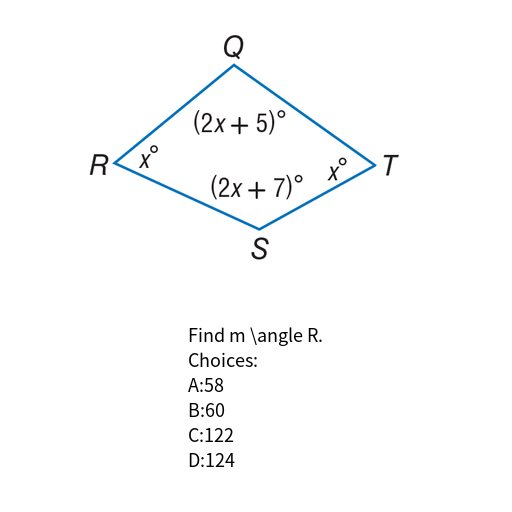 Q
(2x + 5)°
R x° x° T
(2x + 7)°
S
Find m \angle R.
Choices:
A:58
B:60
C:122
D:124